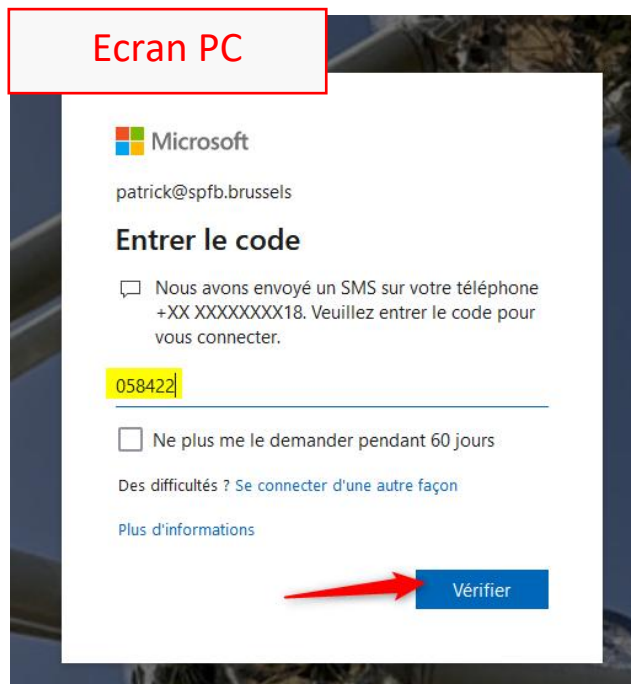 Ecran PC
Microsoft
patrick@spfb.brussels
Entrer le code
Nous avons envoyé un SMS sur votre téléphone
+XX XXXXXXXX18. Veuillez entrer le code pour
vous connecter.
058422
Ne plus me le demander pendant 60 jours
Des difficultés ? Se connecter d'une autre façon
Plus d'informations
Vérifier